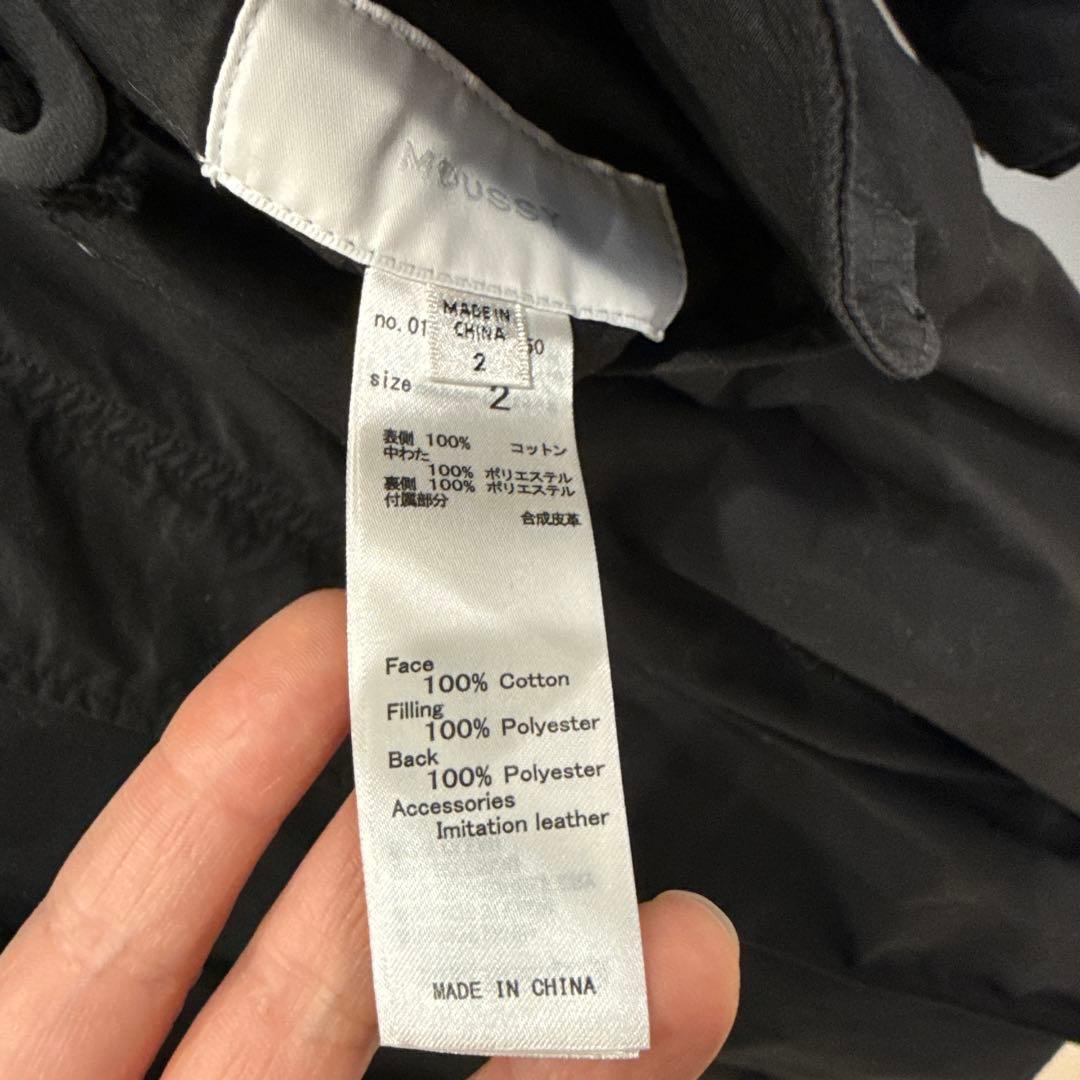 MOUSSY
MADE IN
CHINA
2
no.01 50
size 2
表側 100% コットン
中わた
100% ポリエステル
裏側 100% ポリエステル
付属部分
合成皮革
Face
100% Cotton
Filling
100% Polyester
Back
100% Polyester
Accessories
Imitation leather
MADE IN CHINA